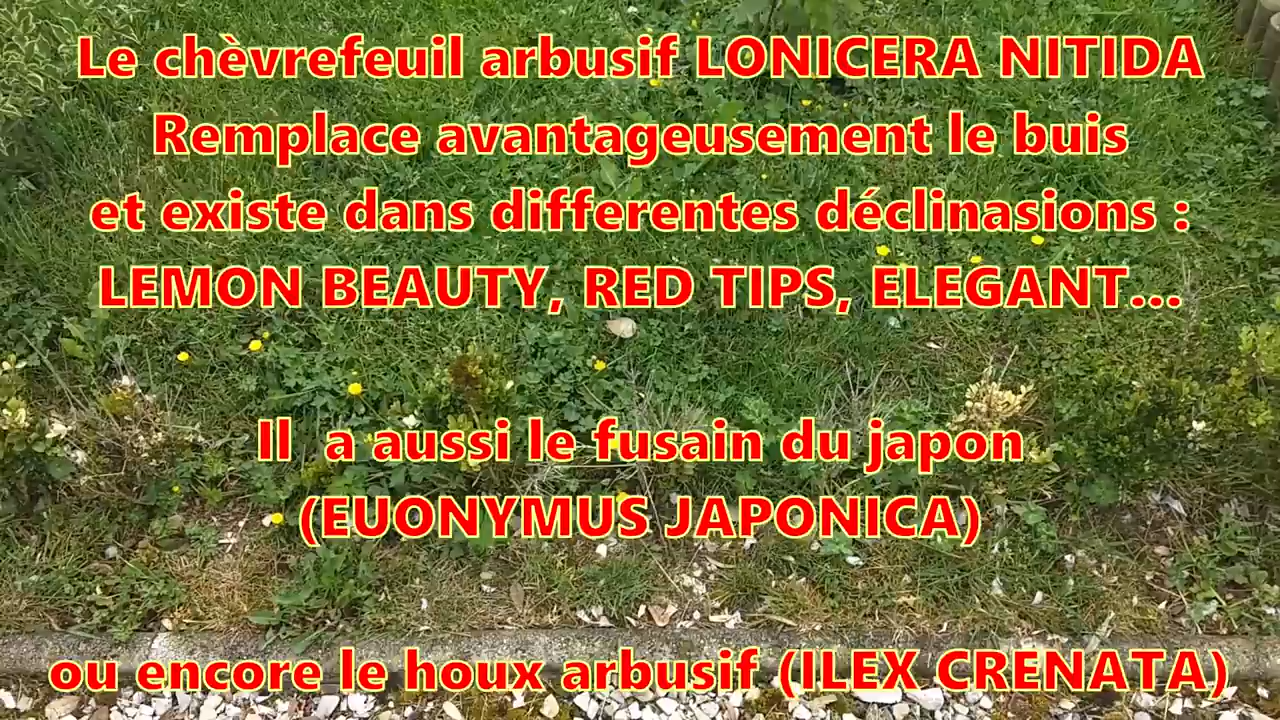 Le chèvrefeuil arbusif LONICERA NITIDA
Remplace avantageusement le buis
et existe dans differentes déclinasions :
LEMON BEAUTY, RED TIPS, ELEGANT...
Il  a aussi le fusain du japon
(EUONYMUS JAPONICA)
ou encore le houx arbusif (ILEX CRENATA)